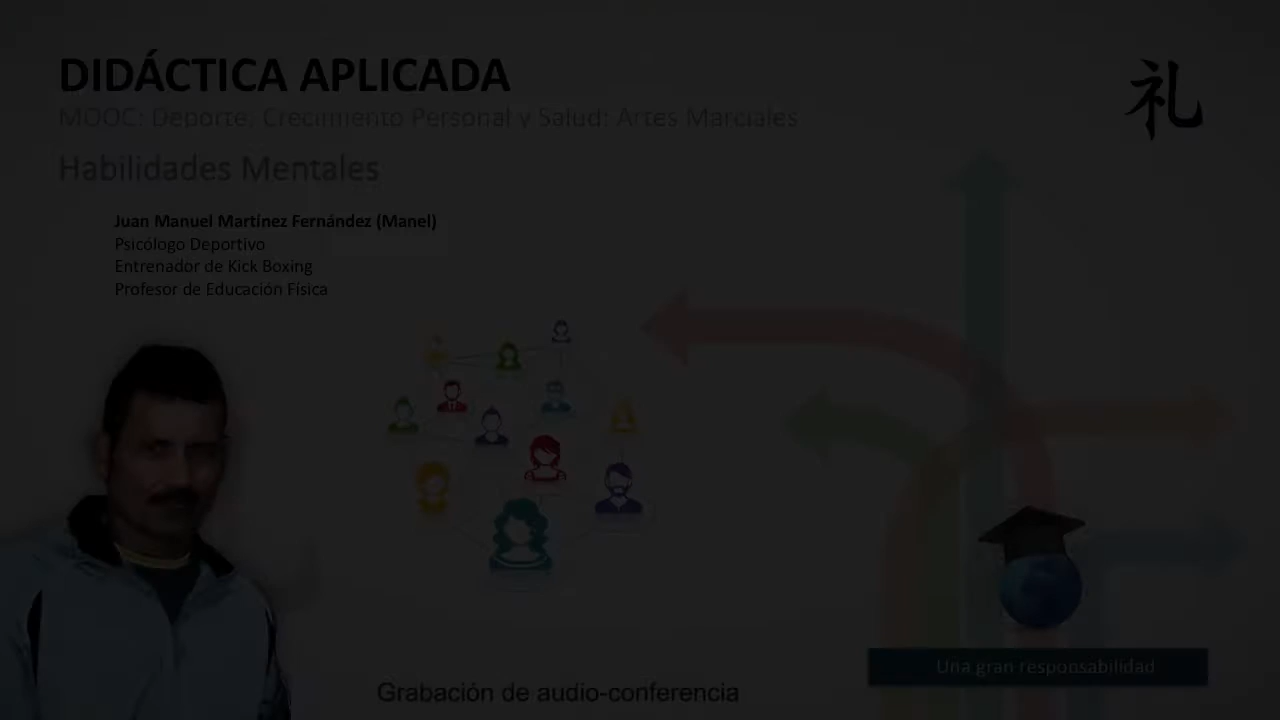 DIDÁCTICA APLICADA
礼
MOOC: Deporte, Crecimiento Personal y Salud: Artes Marciales
Habilidades Mentales
Juan Manuel Martínez Fernández (Manel)
Psicólogo Deportivo
Entrenador de Kick Boxing
Profesor de Educación Física
Una gran responsabilidad
Grabación de audio-conferencia